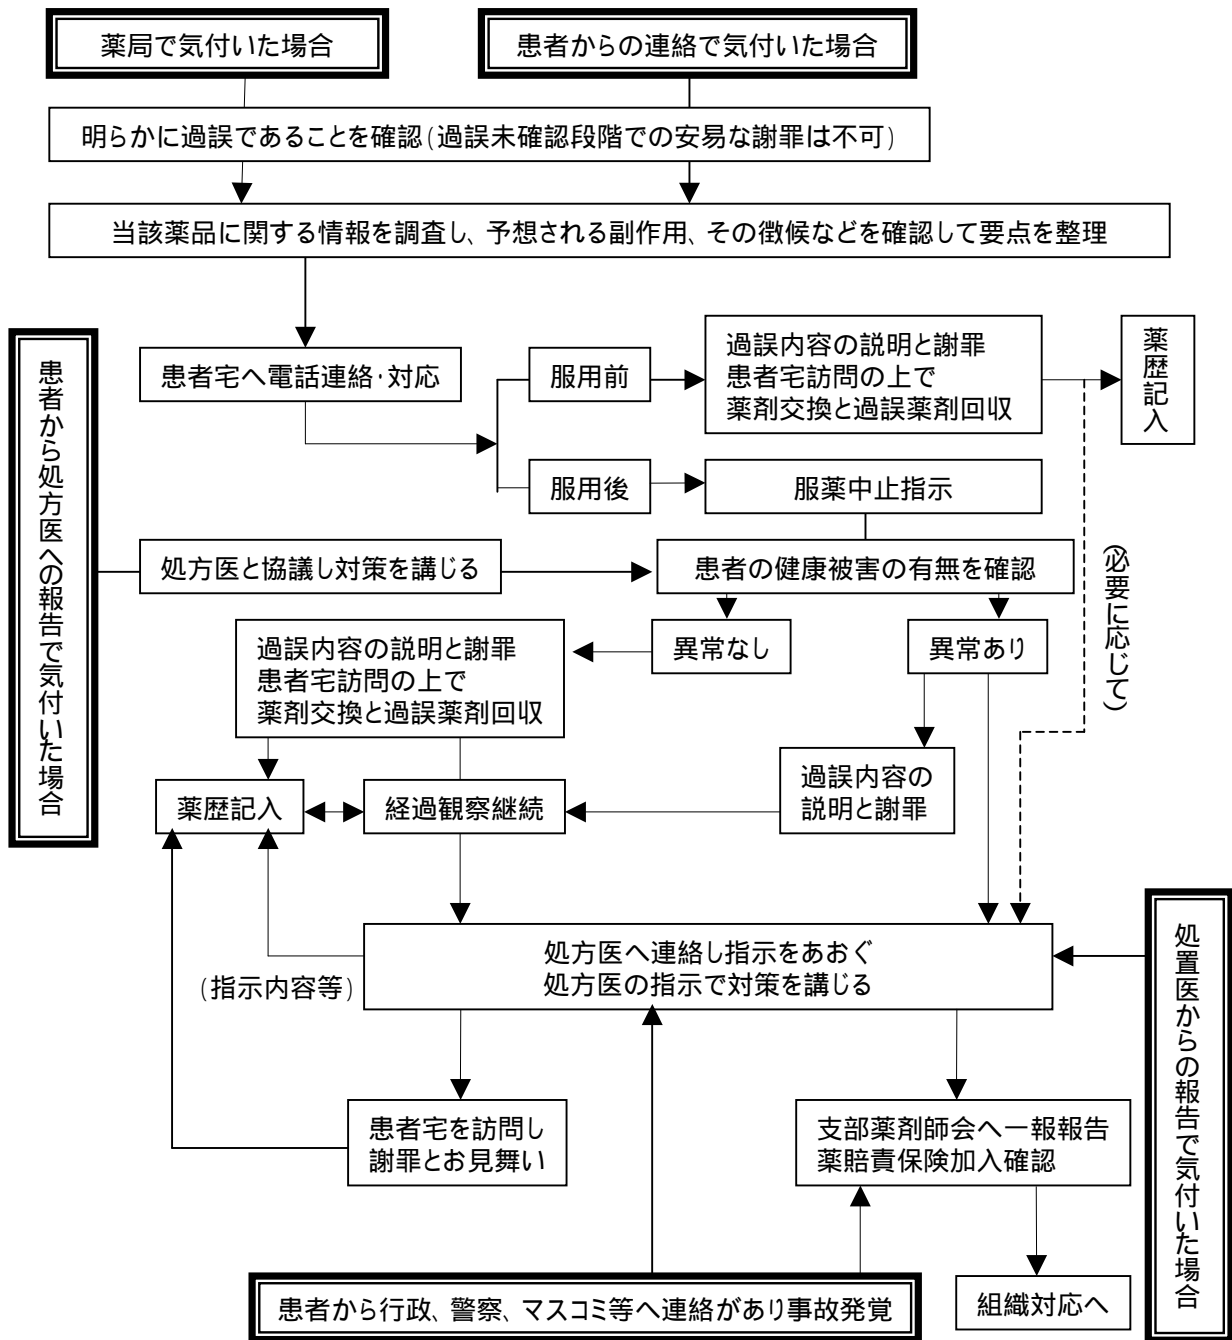 薬局で気付いた場合
患者からの連絡で気付いた場合
明らかに過誤であることを確認(過誤未確認段階での安易な謝罪は不可)
当該薬品に関する情報を調査し、予想される副作用、その徴候などを確認して要点を整理
患者から処方医への報告で気付いた場合
患者宅へ電話連絡・対応
服用前
過誤内容の説明と謝罪
患者宅訪問の上で
薬剤交換と過誤薬剤回収
薬歴記入
服用後
服薬中止指示
(必要に応じて)
処方医と協議し対策を講じる
患者の健康被害の有無を確認
異常なし
異常あり
過誤内容の説明と謝罪
患者宅訪問の上で
薬剤交換と過誤薬剤回収
過誤内容の
説明と謝罪
薬歴記入
経過観察継続
処方医へ連絡し指示をあおぐ
処方医の指示で対策を講じる
(指示内容等)
処置医からの報告で気付いた場合
患者宅を訪問し
謝罪とお見舞い
支部薬剤師会へ一報報告
薬賠責保険加入確認
患者から行政、警察、マスコミ等へ連絡があり事故発覚
組織対応へ